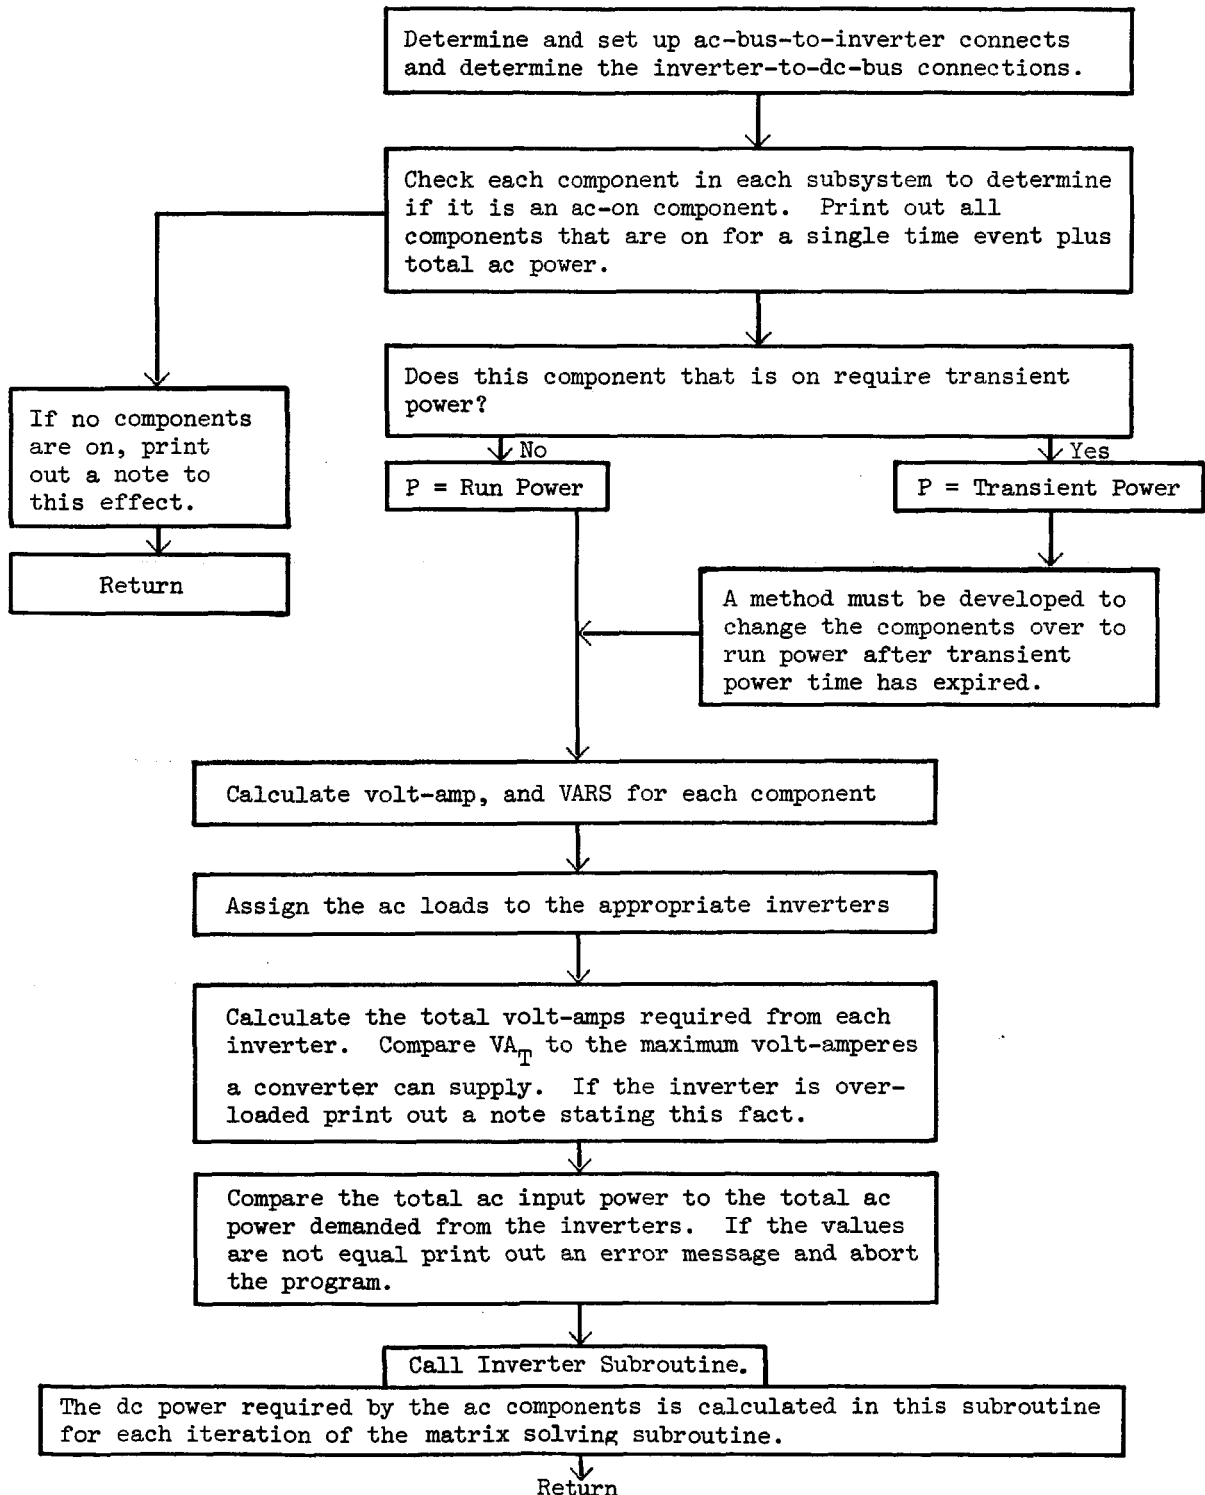 Determine and set up ac-bus-to-inverter connects
and determine the inverter-to-dc-bus connections.
Check each component in each subsystem to determine
if it is an ac-on component. Print out all
components that are on for a single time event plus
total ac power.
Does this component that is on require transient
power?
If no components
are on, print
out a note to
this effect.
Return
No
Yes
P = Run Power
P = Transient Power
A method must be developed to
change the components over to
run power after transient
power time has expired.
Calculate volt-amp, and VARS for each component
Assign the ac loads to the appropriate inverters
Calculate the total volt-amps required from each
inverter. Compare VA_T to the maximum volt-amperes
a converter can supply. If the inverter is over-
loaded print out a note stating this fact.
Compare the total ac input power to the total ac
power demanded from the inverters. If the values
are not equal print out an error message and abort
the program.
Call Inverter Subroutine.
The dc power required by the ac components is calculated in this subroutine
for each iteration of the matrix solving subroutine.
Return